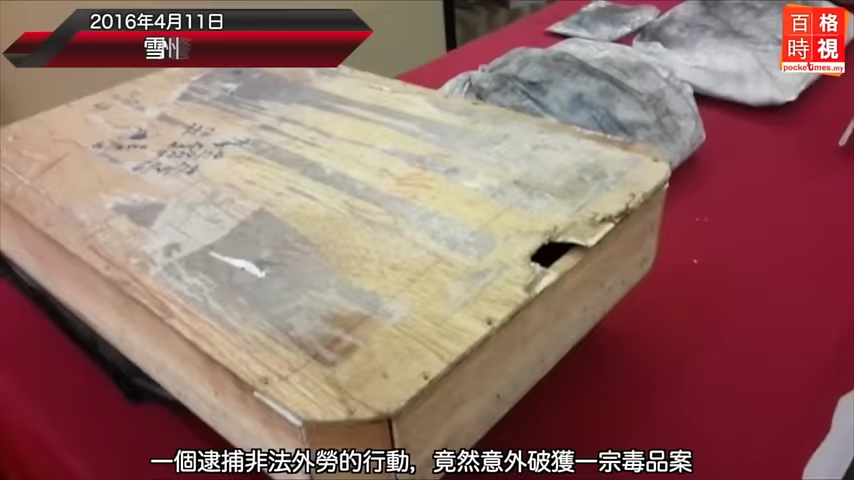 2016年4月11日
雪州
百格
時視
pocketimes.my
一個逮捕非法外勞的行動，竟然意外破獲一宗毒品案